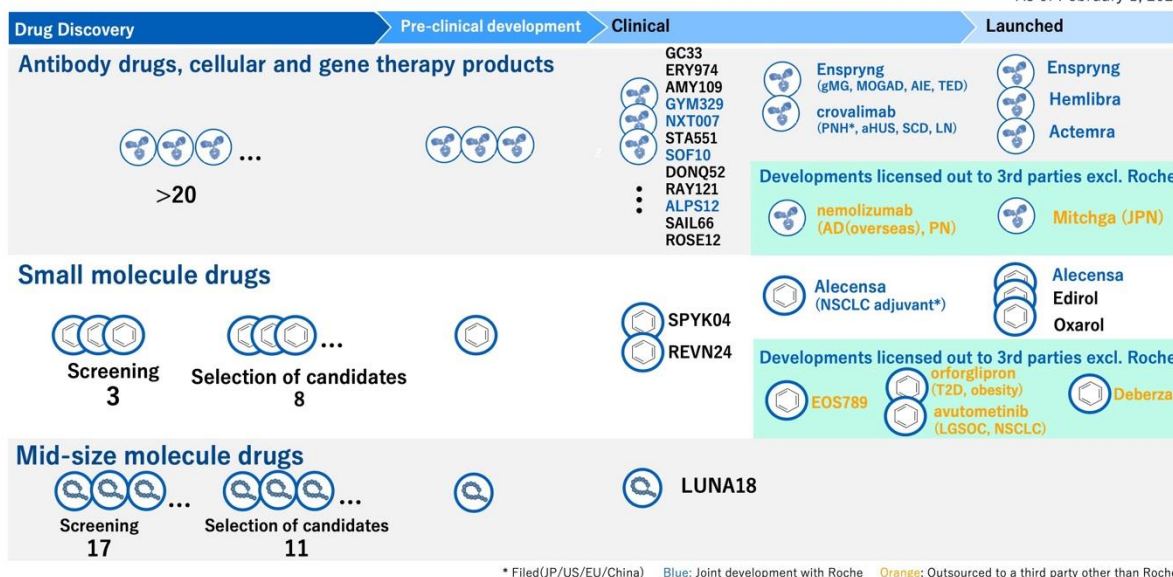 As of February 1, 202
Drug Discovery
Pre-clinical development
Clinical
Launched
Antibody drugs, cellular and gene therapy products
...
>20
GC33
ERY974
AMY109
GYM329
NXT007
STA551
SOF10
DONQ52
RAY121
ALPS12
SAIL66
ROSE12
Enspryng
(gMG, MOGAD, AIE, TED)
crovalimab
(PNH*, aHUS, SCD, LN)
Enspryng
Hemlibra
Actemra
Developments licensed out to 3rd parties excl. Roche
nemolizumab
(AD(overseas), PN)
Mitchga (JPN)
Small molecule drugs
Screening
3
...
Selection of candidates
8
SPYK04
REVN24
Alecensa
(NSCLC adjuvant*)
Alecensa
Edirol
Oxarol
Developments licensed out to 3rd parties excl. Roche
EOS789
orforglipron
(T2D, obesity)
avutometinib
(LGSOC, NSCLC)
Deberza
Mid-size molecule drugs
...
Screening
17
...
Selection of candidates
11
LUNA18
* Filed(JP/US/EU/China) Blue: Joint development with Roche Orange: Outsourced to a third party other than Roche